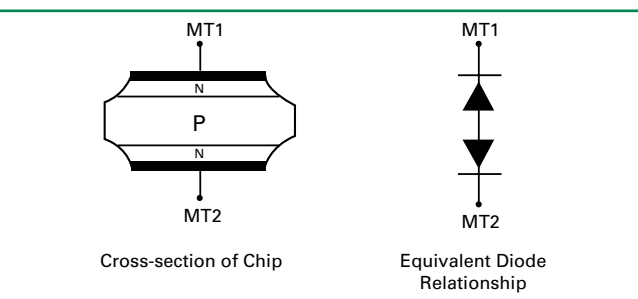 MT1
N
P
N
MT2
Cross-section of Chip
MT1
MT2
Equivalent Diode
Relationship